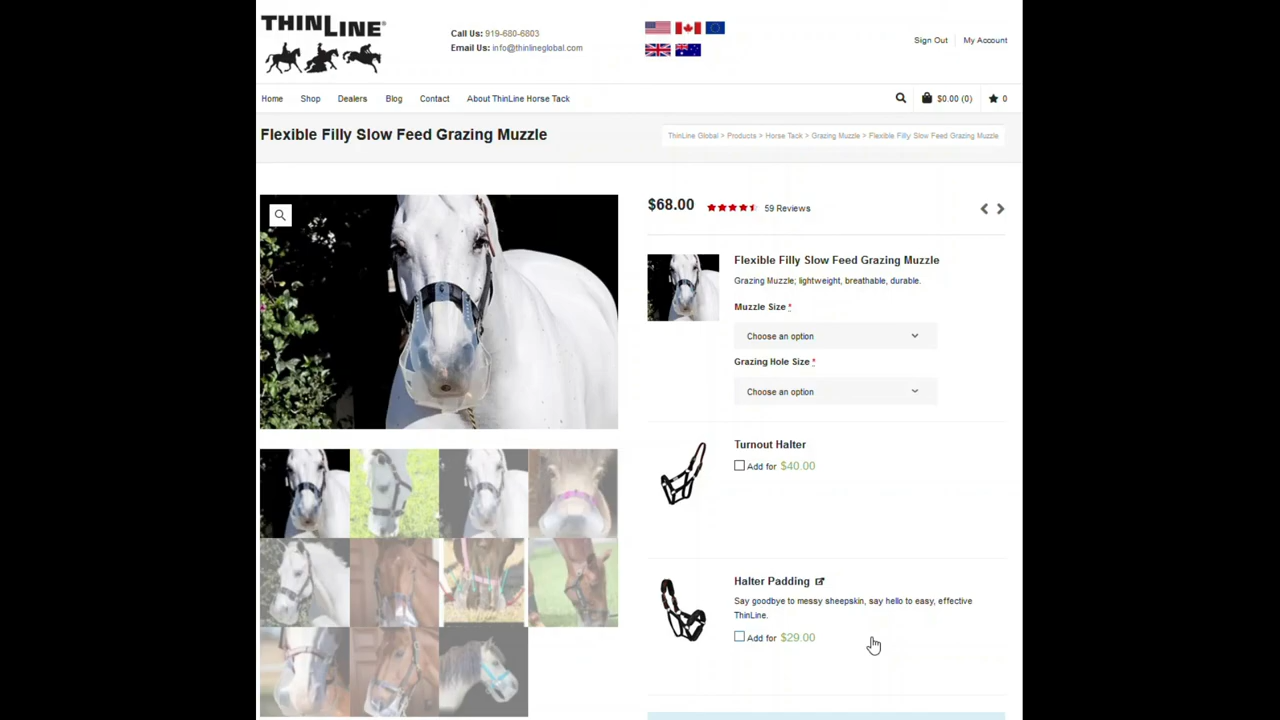 THINLINE®
Call Us: 919-680-6803
Email Us: info@thinlineglobal.com
Sign Out
My Account
Home
Shop
Dealers
Blog
Contact
About ThinLine Horse Tack
$0.00 (0)
0
Flexible Filly Slow Feed Grazing Muzzle
ThinLine Global > Products > Horse Tack > Grazing Muzzle > Flexible Filly Slow Feed Grazing Muzzle
$68.00
59 Reviews
Flexible Filly Slow Feed Grazing Muzzle
Grazing Muzzle; lightweight, breathable, durable.
Muzzle Size *
Choose an option
Grazing Hole Size *
Choose an option
Turnout Halter
Add for $40.00
Halter Padding
Say goodbye to messy sheepskin, say hello to easy, effective
ThinLine.
Add for $29.00